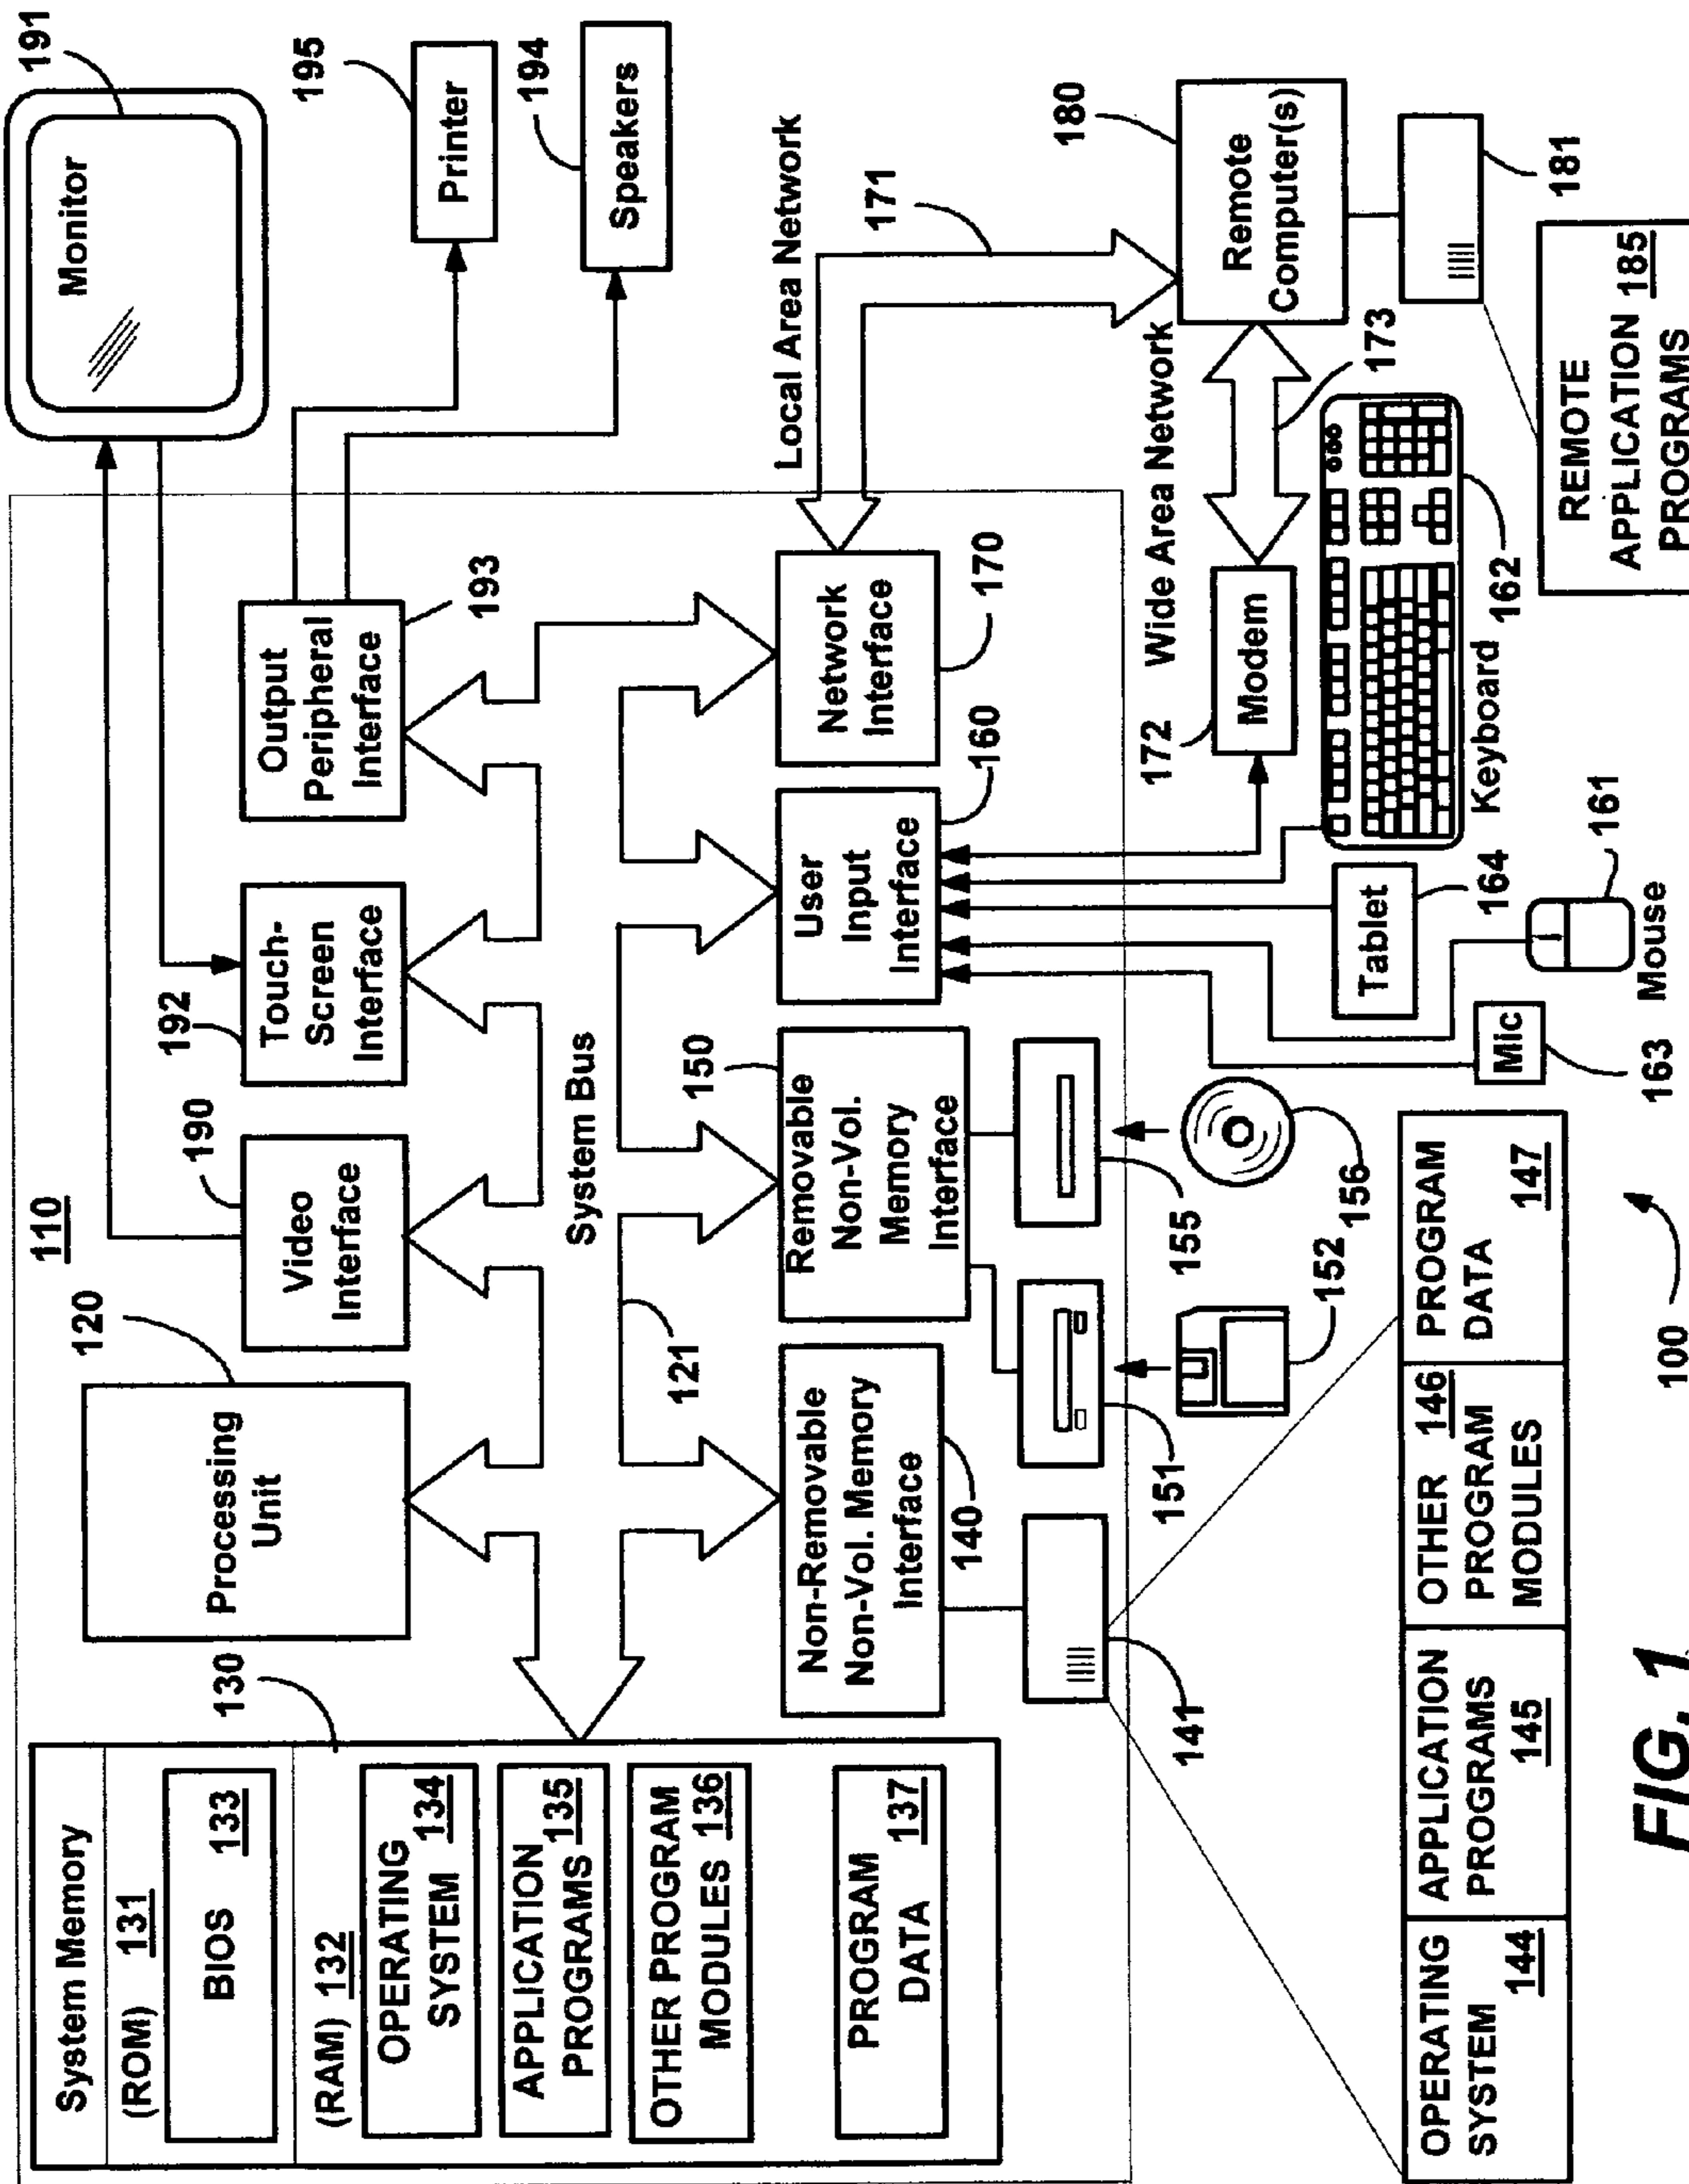 110
System Memory
(ROM) 131
BIOS 133
(RAM) 132
OPERATING
SYSTEM 134
APPLICATION
PROGRAMS 135
OTHER PROGRAM
MODULES 136
PROGRAM
DATA 137
130
Processing
Unit
120
Video
Interface
190
Touch-
Screen
Interface
192
Output
Peripheral
Interface
193
Monitor
191
Printer
195
Speakers
194
System Bus
121
Non-Removable
Non-Vol. Memory
Interface
140
Removable
Non-Vol.
Memory
Interface
150
User
Input
Interface
160
Network
Interface
170
Local Area Network
171
141
151
152
155
156
Wide Area Network
173
Modem
172
Remote
Computer(s)
180
181
Keyboard
162
Tablet
164
Mic
163
Mouse
161
OPERATING
SYSTEM 144
APPLICATION
PROGRAMS
145
OTHER 146
PROGRAM
MODULES
PROGRAM
DATA 147
REMOTE
APPLICATION 185
PROGRAMS
100
FIG. 1